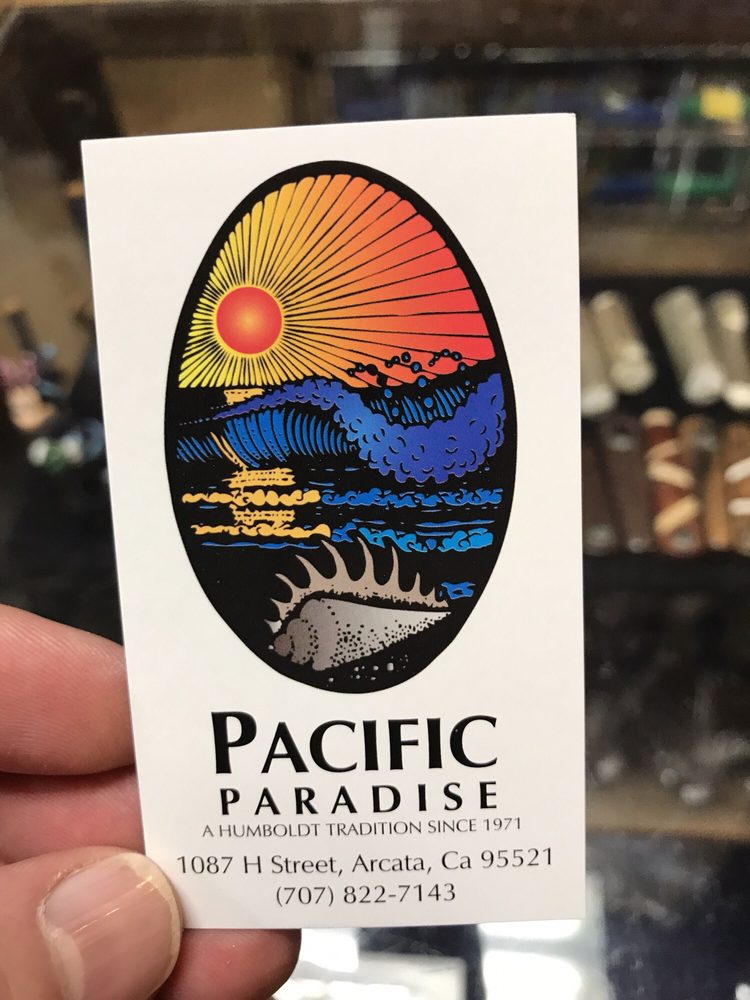 PACIFIC
PARADISE
A HUMBOLDT TRADITION SINCE 1971
1087 H Street, Arcata, Ca 95521
(707) 822-7143